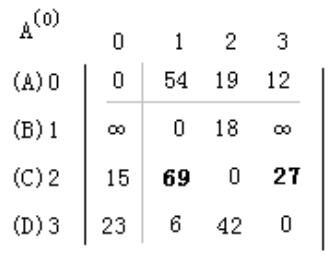 A(0)
0 1 2 3
(A) 0 0 54 19 12
(B) 1 ∞ 0 18 ∞
(C) 2 15 69 0 27
(D) 3 23 6 42 0